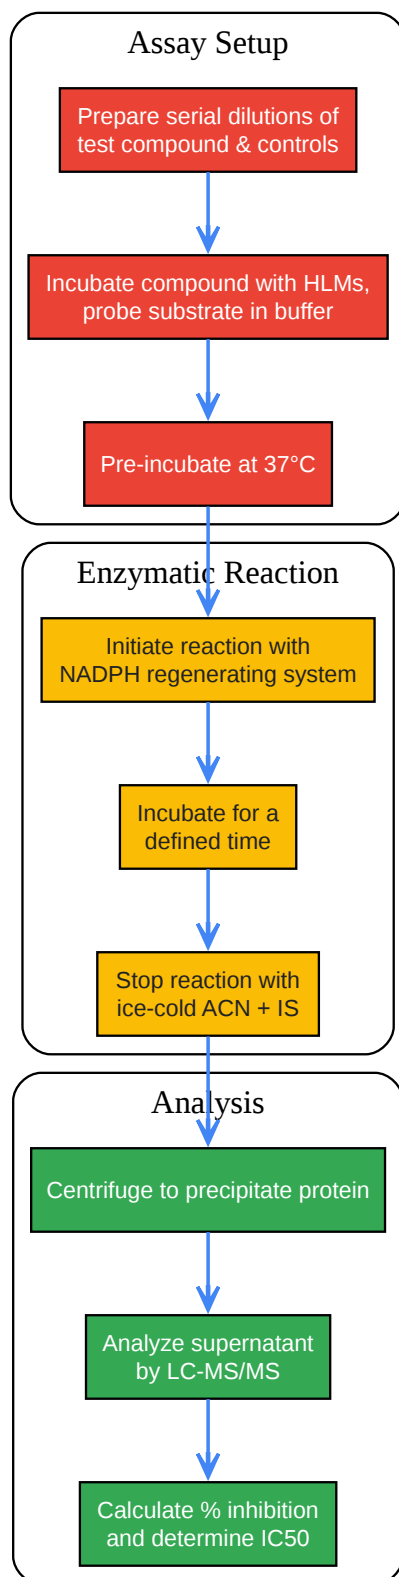 Assay Setup
Prepare serial dilutions of
test compound & controls
Incubate compound with HLMs,
probe substrate in buffer
Pre-incubate at 37°C
Enzymatic Reaction
Initiate reaction with
NADPH regenerating system
Incubate for a
defined time
Stop reaction with
ice-cold ACN + IS
Analysis
Centrifuge to precipitate protein
Analyze supernatant
by LC-MS/MS
Calculate % inhibition
and determine IC50